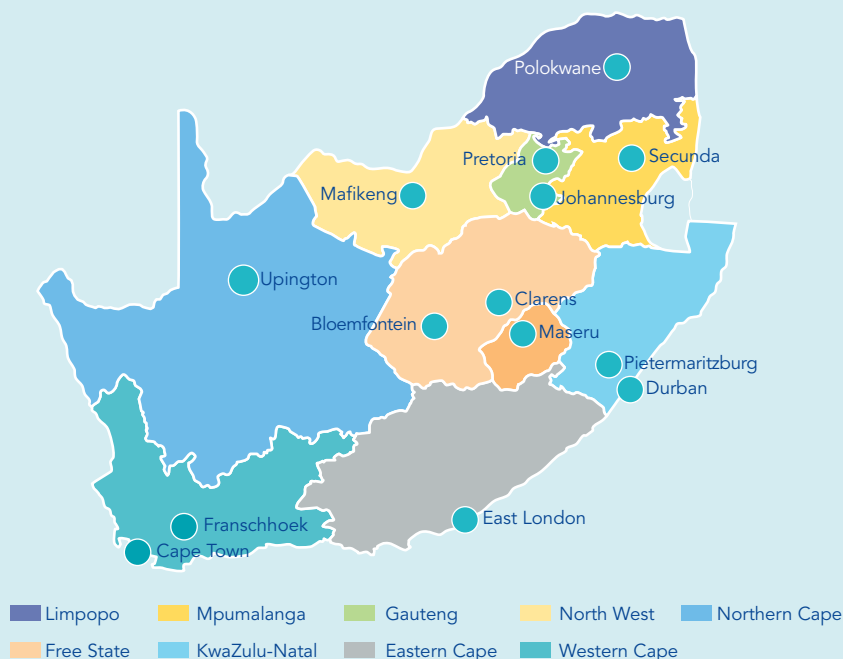 Polokwane
Pretoria
Secunda
Mafikeng
Johannesburg
Upington
Clarens
Bloemfontein
Maseru
Pietermaritzburg
Durban
East London
Franschhoek
Cape Town
Limpopo
Mpumalanga
Gauteng
North West
Northern Cape
Free State
KwaZulu-Natal
Eastern Cape
Western Cape